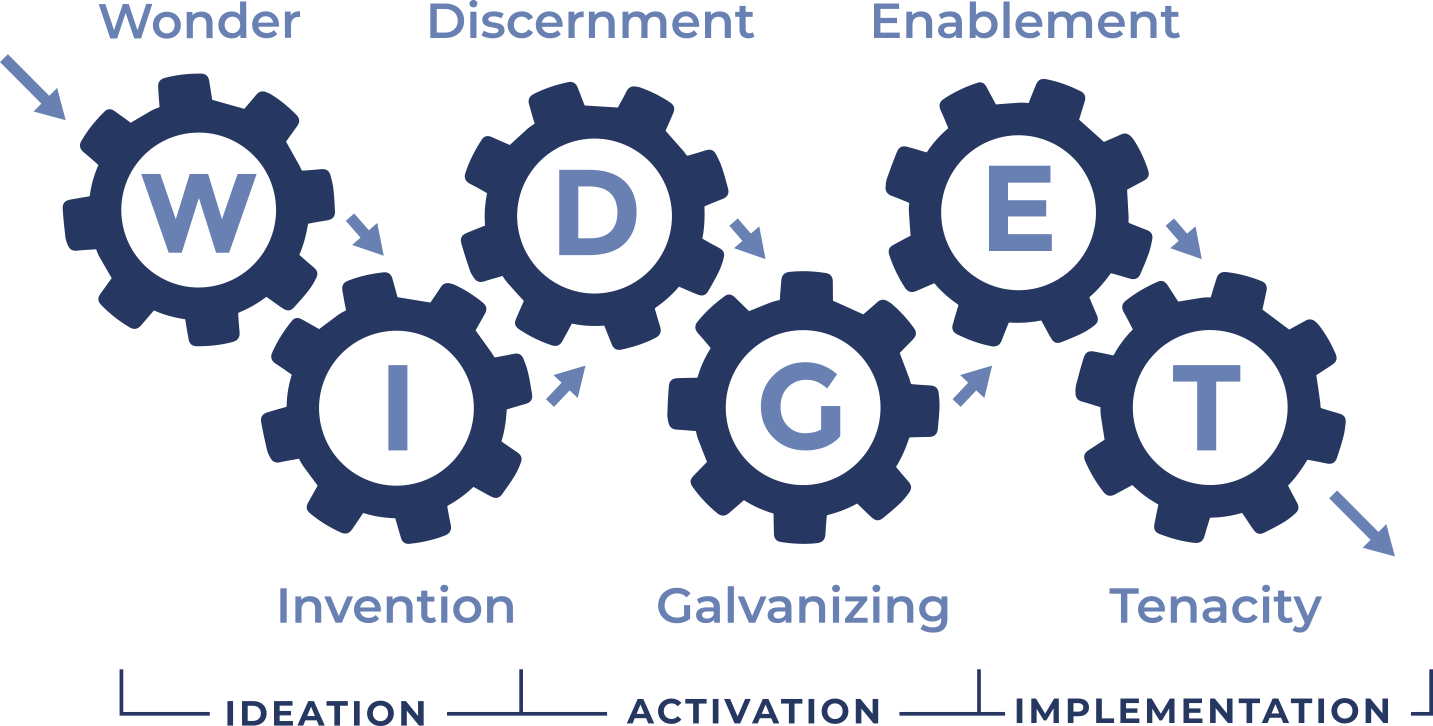 Wonder Discernment Enablement
W D E
I G T
Invention Galvanizing Tenacity
IDEATION ACTIVATION IMPLEMENTATION